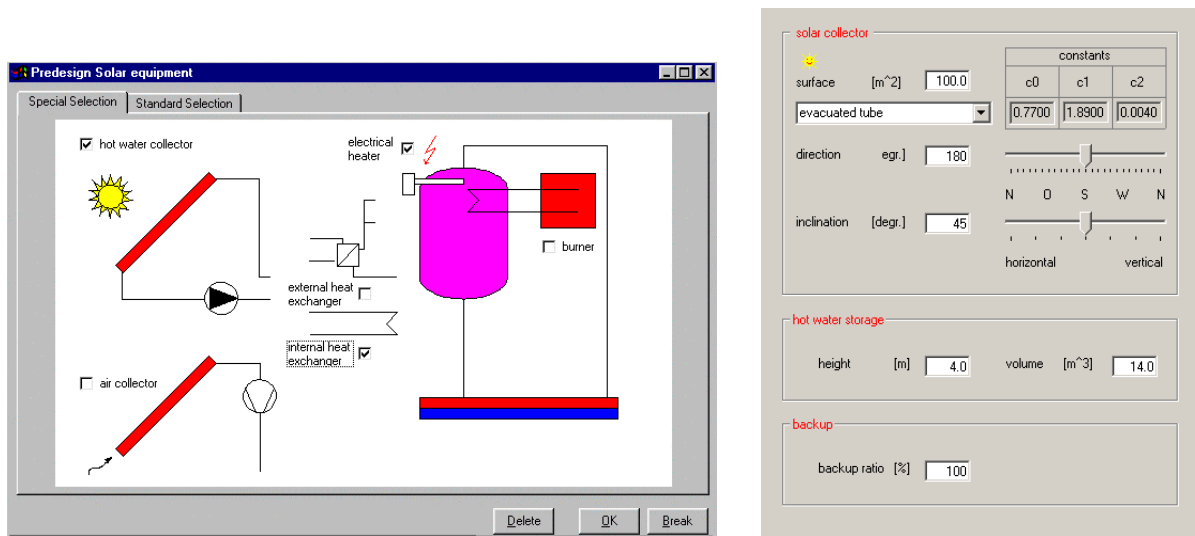 Predesign Solar equipment
Special Selection
Standard Selection
hot water collector
electrical
heater
burner
external heat
exchanger
internal heat
exchanger
air collector
Delete
OK
Break
solar collector
constants
surface [m^2] 100.0
c0 c1 c2
evacuated tube
0.7700 1.8900 0.0040
direction egr.] 180
N O S W N
inclination [degr.] 45
horizontal vertical
hot water storage
height [m] 4.0 volume [m^3] 14.0
backup
backup ratio [%] 100